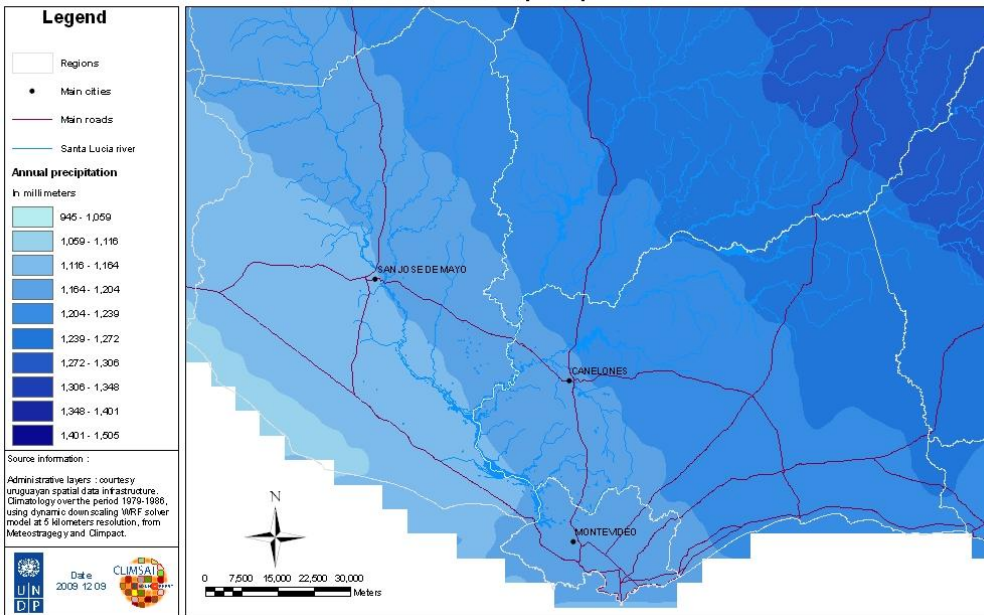 Legend
Regions
Main cities
Main roads
Santa Lucia river
Annual precipitation
In millimeters
945 - 1,059
1,059 - 1,116
1,116 - 1,164
1,164 - 1,204
1,204 - 1,239
1,239 - 1,272
1,272 - 1,306
1,306 - 1,348
1,348 - 1,401
1,401 - 1,505
Source information :
Administrative layers : courtesy
uruguayan spatial data infrastructure.
Climatology over the period 1979-1986,
using dynamic downscaling WRF solver
model at 5 kilometers resolution, from
Meteostragegy and Climpact.
U N
D P
Date
2009 12 09
CLIMSAT
SAN JOSE DE MAYO
CANELONES
MONTEVIDEO
N
0 7,500 15,000 22,500 30,000
Meters